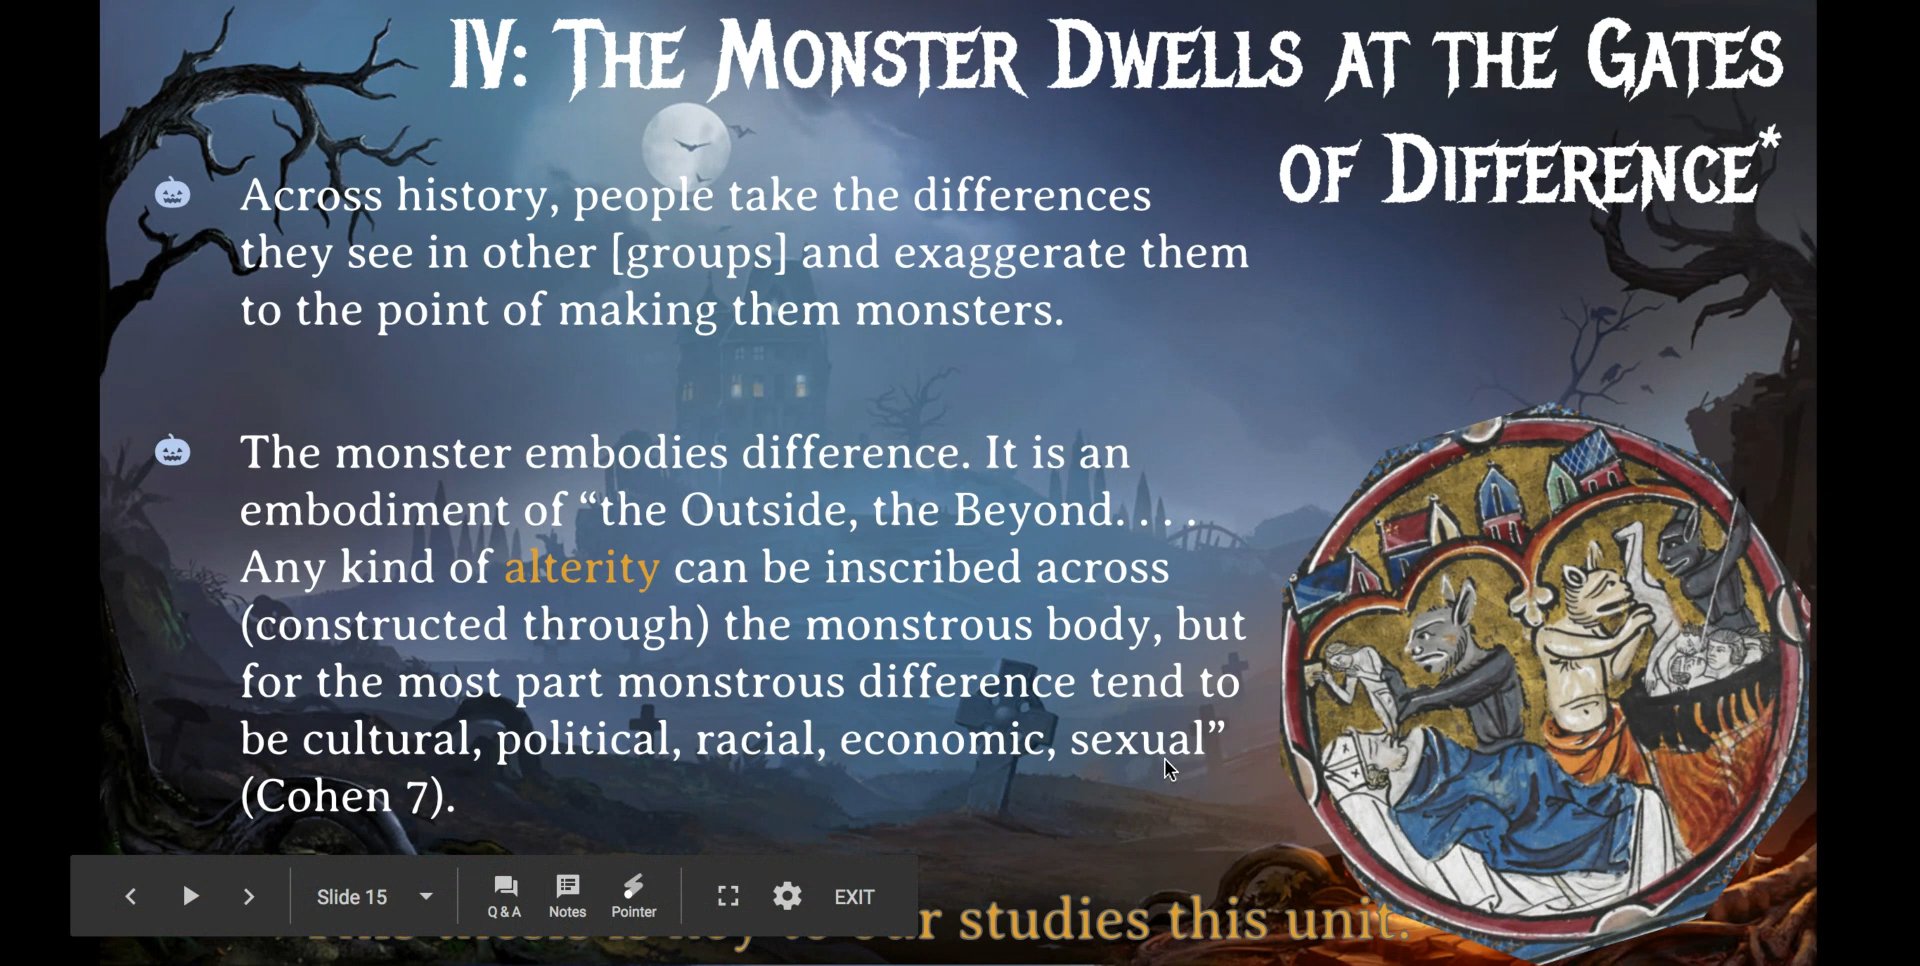 IV: The Monster Dwells at the Gates
of Difference*
Across history, people take the differences
they see in other [groups] and exaggerate them
to the point of making them monsters.
The monster embodies difference. It is an
embodiment of “the Outside, the Beyond. . . .
Any kind of alterity can be inscribed across
(constructed through) the monstrous body, but
for the most part monstrous difference tend to
be cultural, political, racial, economic, sexual”
(Cohen 7).
Slide 15
Q & A
Notes
Pointer
EXIT
studies this unit.